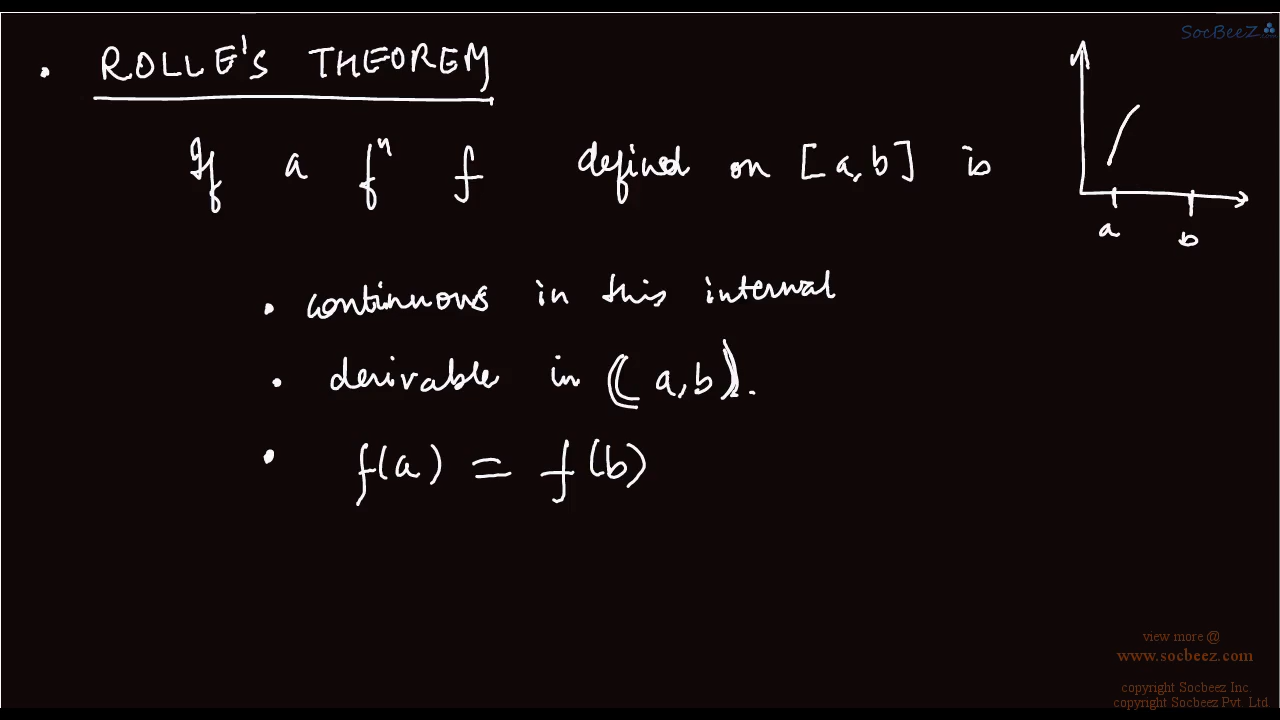 SocBeeZ.com
• ROLLE'S THEOREM
If a fⁿ f defined on [a,b] is
a b
• continuous in this interval
• derivable in (a,b).
• f(a) = f(b)
view more @
www.socbeez.com
copyright Socbeez Inc.
copyright Socbeez Pvt. Ltd.